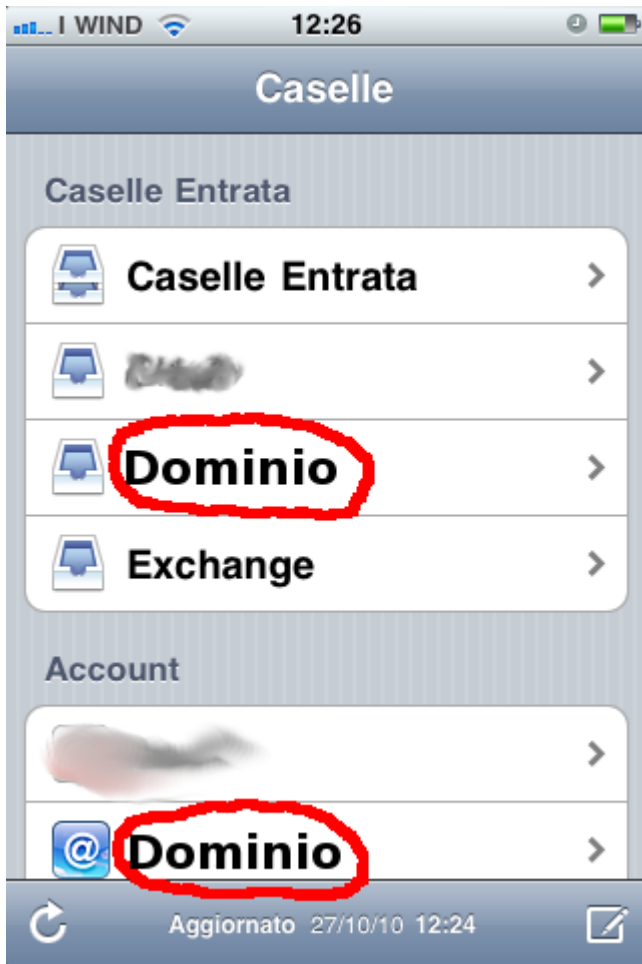 I WIND 12:26
Caselle
Caselle Entrata
Caselle Entrata
Dominio
Exchange
Account
Dominio
Aggiornato 27/10/10 12:24